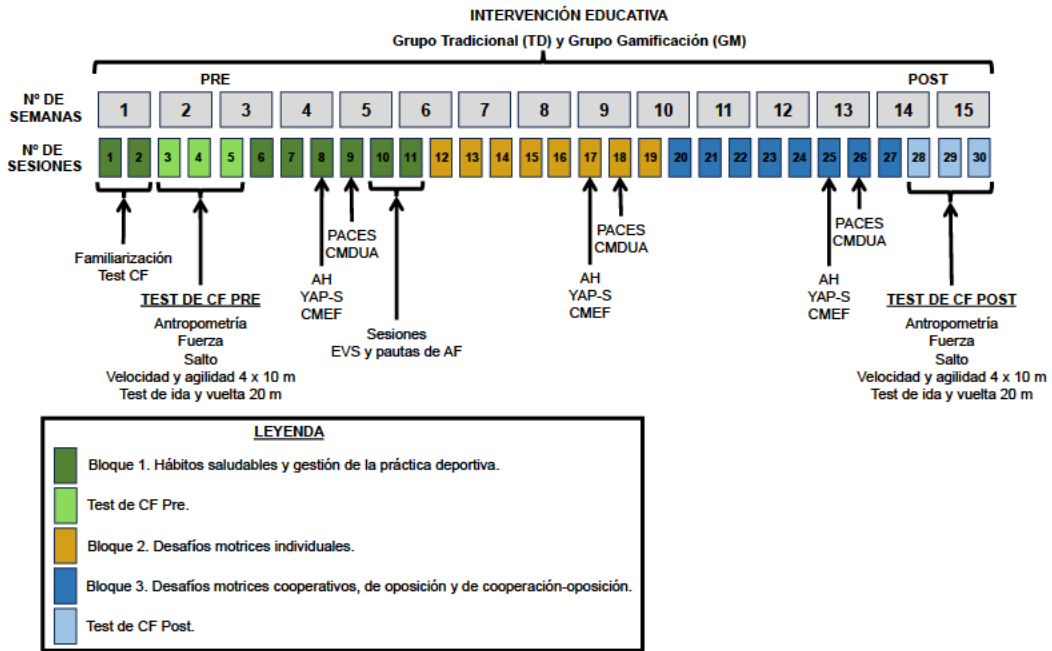 INTERVENCIÓN EDUCATIVA
Grupo Tradicional (TD) y Grupo Gamificación (GM)
PRE
POST
Nº DE
SEMANAS
1 2 3 4 5 6 7 8 9 10 11 12 13 14 15
Nº DE
SESIONES
1 2 3 4 5 6 7 8 9 10 11 12 13 14 15 16 17 18 19 20 21 22 23 24 25 26 27 28 29 30
Familiarización
Test CF
TEST DE CF PRE
Antropometría
Fuerza
Salto
Velocidad y agilidad 4 x 10 m
Test de ida y vuelta 20 m
AH
YAP-S
CMEF
PACES
CMDUA
Sesiones
EVS y pautas de AF
AH
YAP-S
CMEF
PACES
CMDUA
AH
YAP-S
CMEF
PACES
CMDUA
TEST DE CF POST
Antropometría
Fuerza
Salto
Velocidad y agilidad 4 x 10 m
Test de ida y vuelta 20 m
LEYENDA
Bloque 1. Hábitos saludables y gestión de la práctica deportiva.
Test de CF Pre.
Bloque 2. Desafíos motrices individuales.
Bloque 3. Desafíos motrices cooperativos, de oposición y de cooperación-oposición.
Test de CF Post.